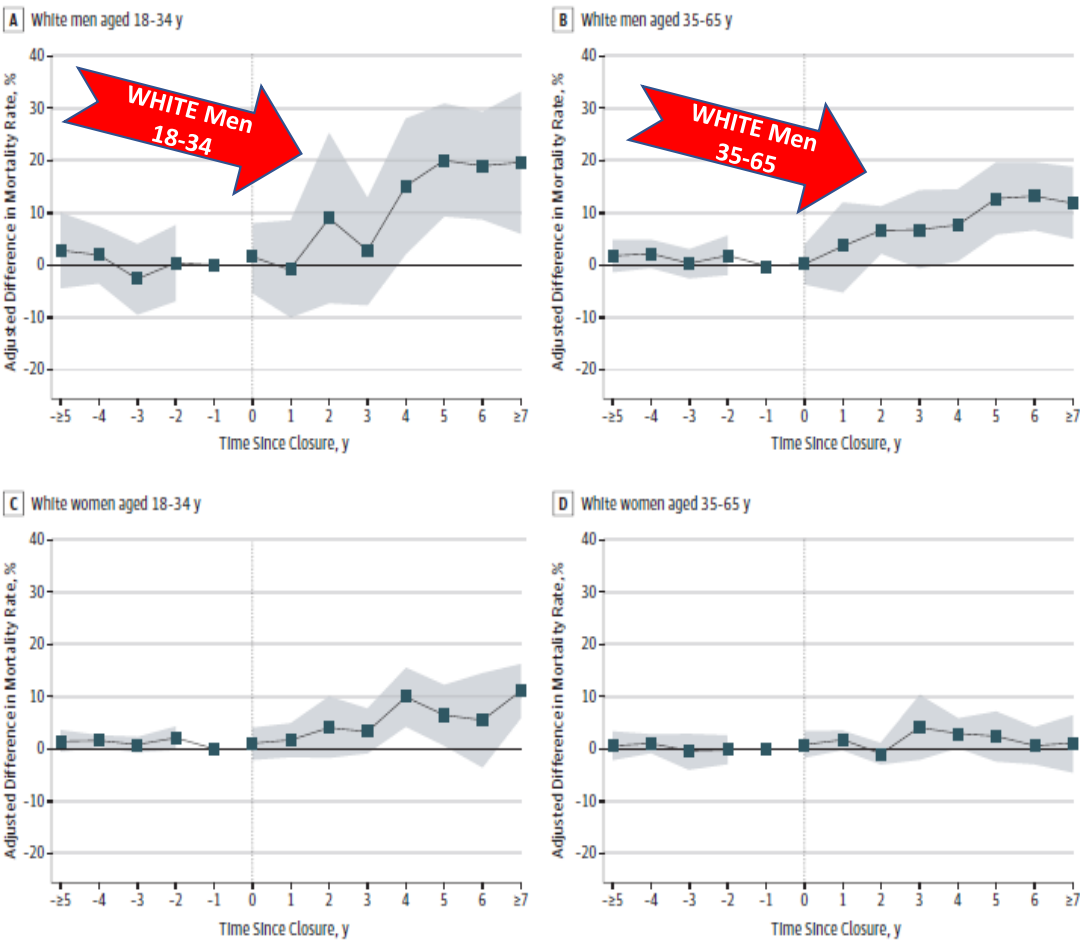 A White men aged 18-34 y
Adjusted Difference in Mortality Rate, %
40
30
20
10
0
-10
-20
WHITE Men
18-34
-≥5 -4 -3 -2 -1 0 1 2 3 4 5 6 ≥7
Time Since Closure, y
B White men aged 35-65 y
Adjusted Difference in Mortality Rate, %
40
30
20
10
0
-10
-20
WHITE Men
35-65
-≥5 -4 -3 -2 -1 0 1 2 3 4 5 6 ≥7
Time Since Closure, y
C White women aged 18-34 y
Adjusted Difference in Mortality Rate, %
40
30
20
10
0
-10
-20
-≥5 -4 -3 -2 -1 0 1 2 3 4 5 6 ≥7
Time Since Closure, y
D White women aged 35-65 y
Adjusted Difference in Mortality Rate, %
40
30
20
10
0
-10
-20
-≥5 -4 -3 -2 -1 0 1 2 3 4 5 6 ≥7
Time Since Closure, y